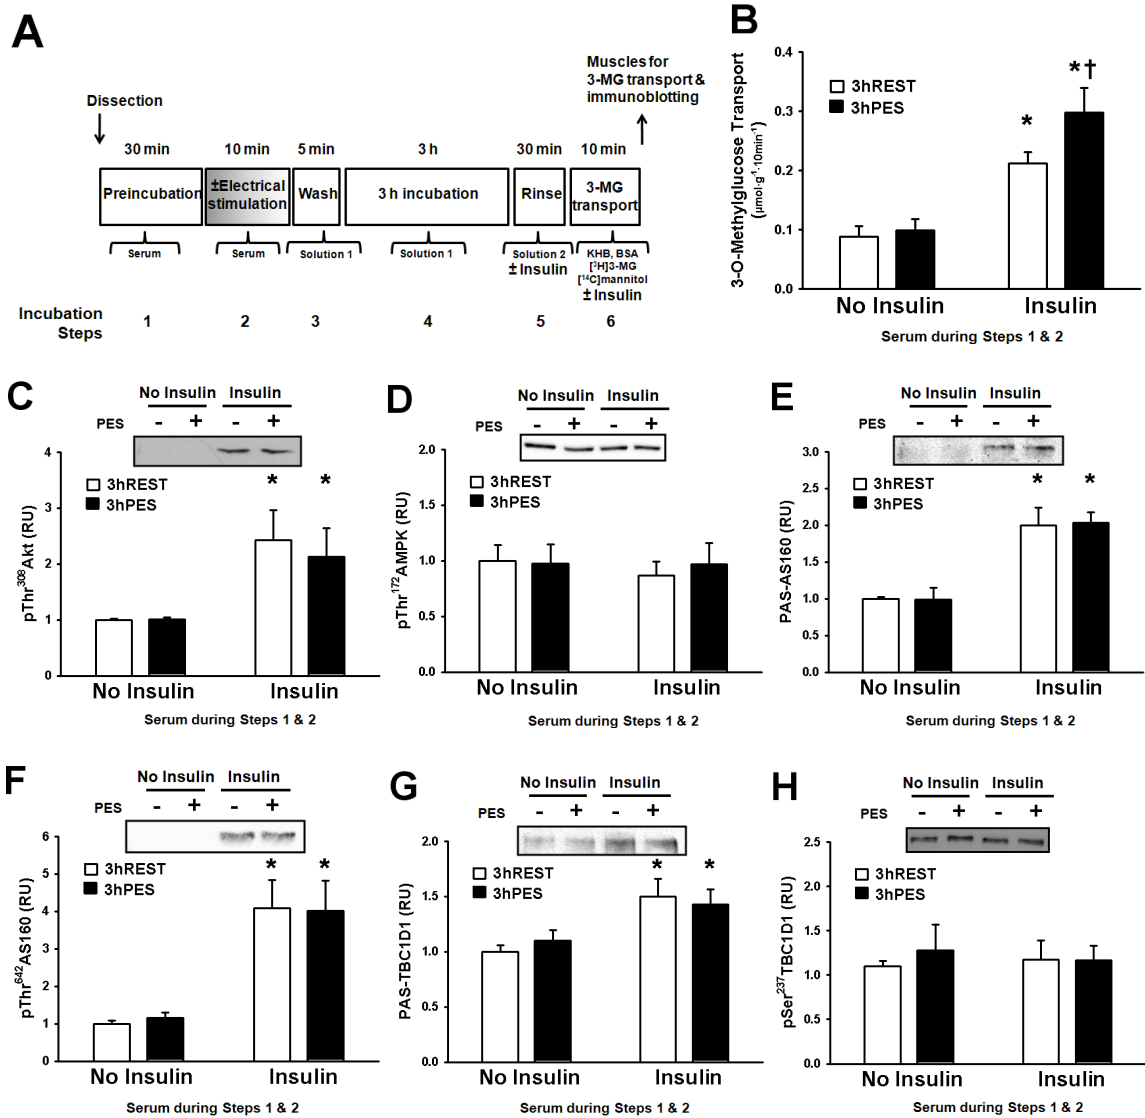 A
Dissection
Muscles for
3-MG transport &
immunoblotting
30 min 10 min 5 min 3 h 30 min 10 min
Preincubation
±Electrical
stimulation
Wash
3 h incubation
Rinse
3-MG
transport
Serum
Serum
Solution 1
Solution 1
Solution 2
± Insulin
KHB, BSA
[³H]3-MG
[¹⁴C]mannitol
± Insulin
Incubation
Steps
1 2 3 4 5 6
B
3-O-Methylglucose Transport
(µmol·g⁻¹·10min⁻¹)
0.4
0.3
0.2
0.1
0.0
3hREST
3hPES
*
*†
No Insulin Insulin
Serum during Steps 1 & 2
C
No Insulin Insulin
PES - + - +
pThr³⁰⁸Akt (RU)
4
3
2
1
0
3hREST
3hPES
* *
No Insulin Insulin
Serum during Steps 1 & 2
D
No Insulin Insulin
PES - + - +
pThr¹⁷²AMPK (RU)
2.0
1.5
1.0
0.5
0.0
3hREST
3hPES
No Insulin Insulin
Serum during Steps 1 & 2
E
No Insulin Insulin
PES - + - +
PAS-AS160 (RU)
3.0
2.5
2.0
1.5
1.0
0.5
0.0
3hREST
3hPES
* *
No Insulin Insulin
Serum during Steps 1 & 2
F
No Insulin Insulin
PES - + - +
pThr⁶⁴²AS160 (RU)
6
5
4
3
2
1
0
3hREST
3hPES
* *
No Insulin Insulin
Serum during Steps 1 & 2
G
No Insulin Insulin
PES - + - +
PAS-TBC1D1 (RU)
2.0
1.5
1.0
0.5
0.0
3hREST
3hPES
* *
No Insulin Insulin
Serum during Steps 1 & 2
H
No Insulin Insulin
PES - + - +
pSer²³⁷TBC1D1 (RU)
2.5
2.0
1.5
1.0
0.5
0.0
3hREST
3hPES
No Insulin Insulin
Serum during Steps 1 & 2